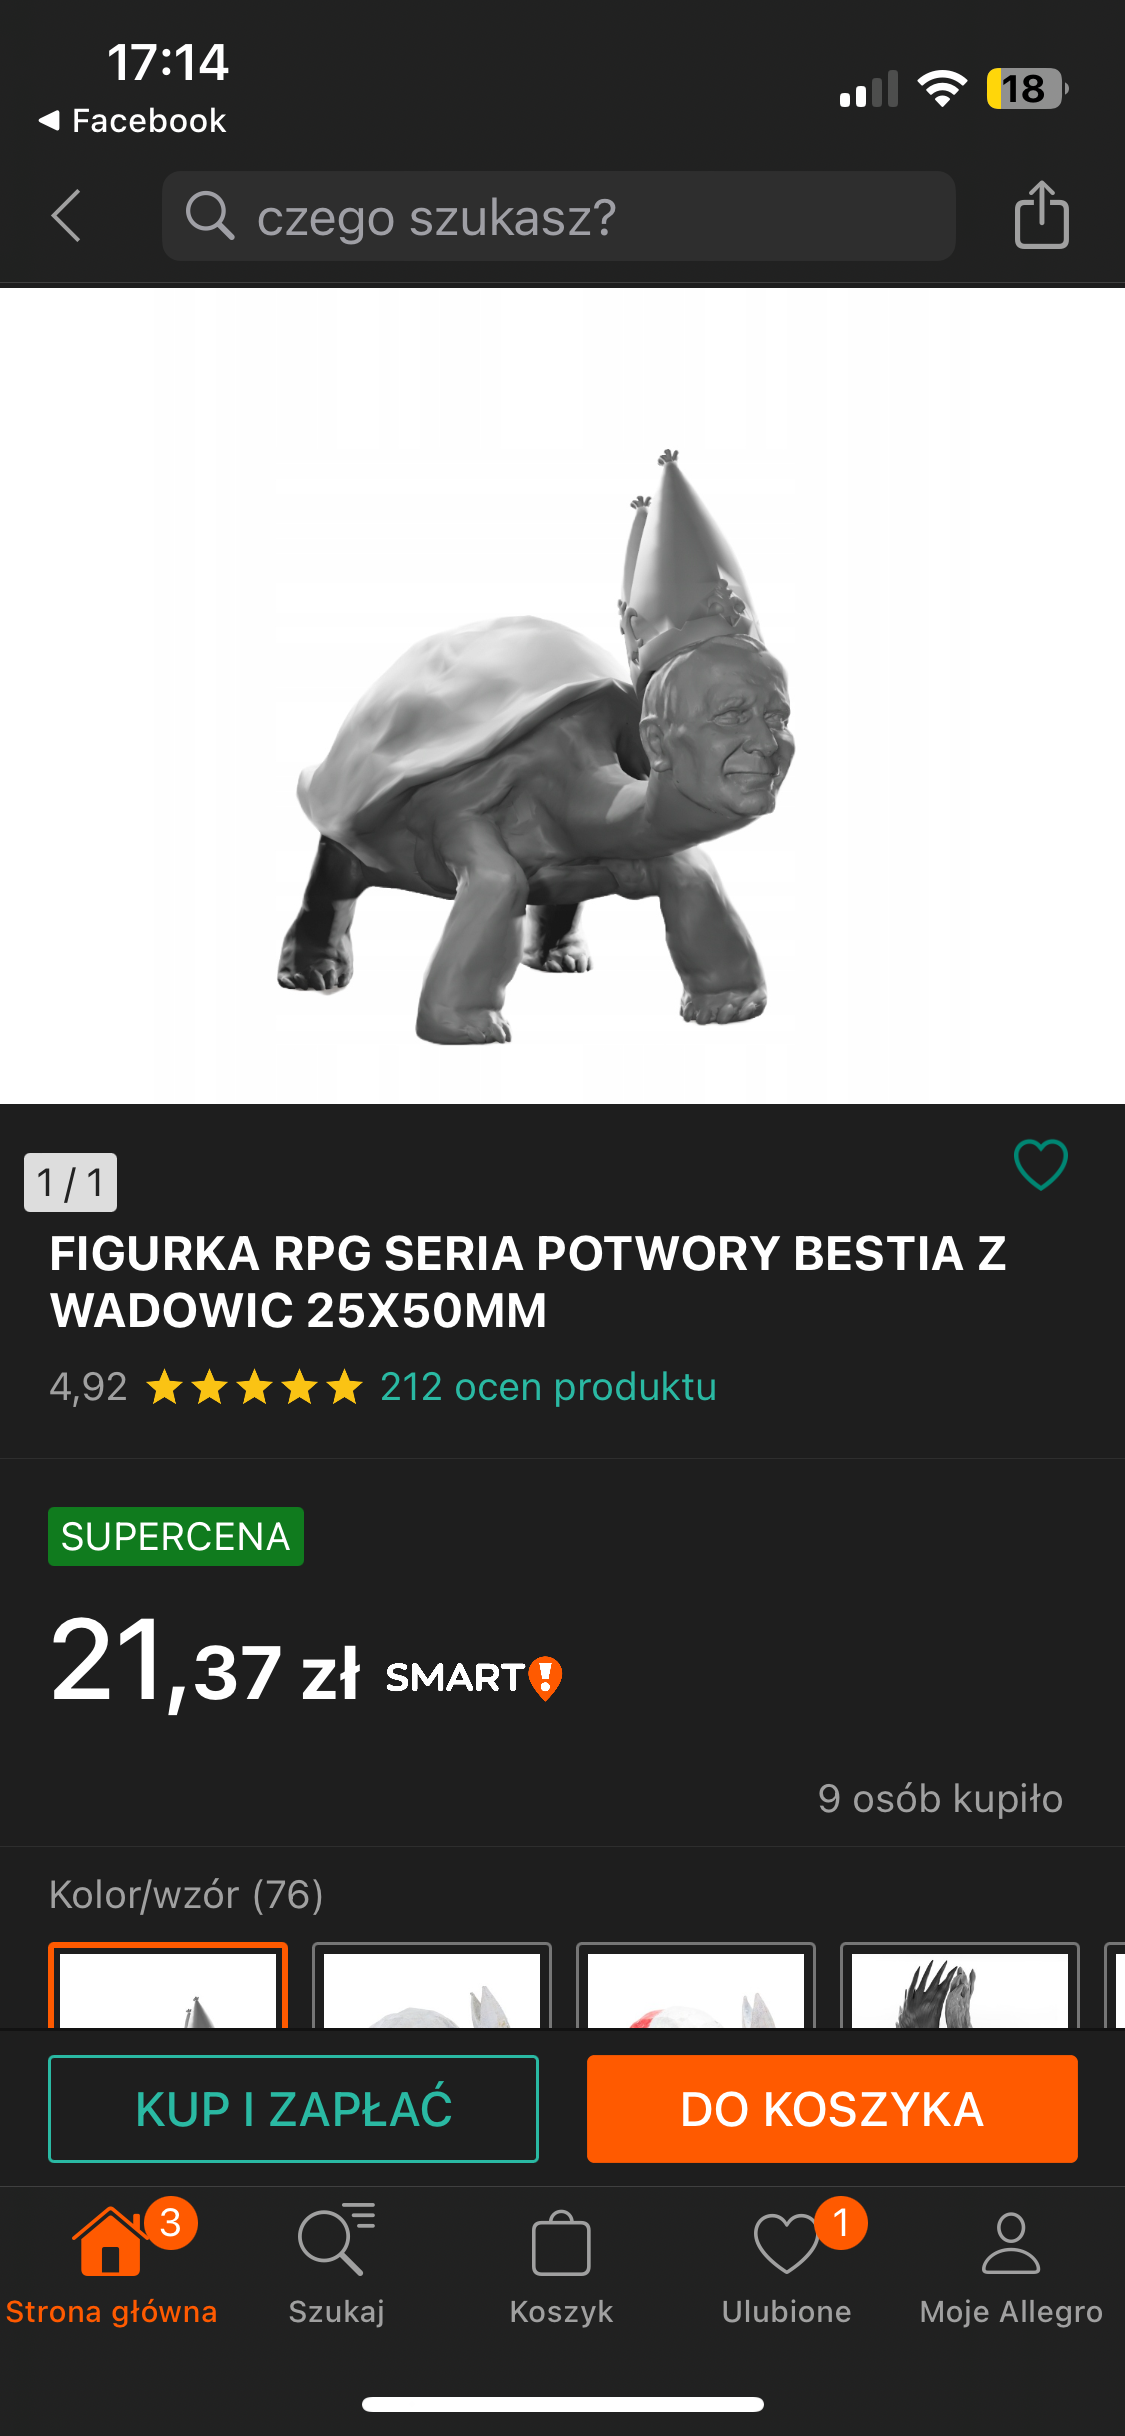 17:14
18
◀ Facebook
czego szukasz?
1 / 1
FIGURKA RPG SERIA POTWORY BESTIA Z
WADOWIC 25X50MM
4,92 ★★★★★ 212 ocen produktu
SUPERCENA
21,37 zł SMART!
9 osób kupiło
Kolor/wzór (76)
KUP I ZAPŁAĆ
DO KOSZYKA
3
1
Strona główna
Szukaj
Koszyk
Ulubione
Moje Allegro